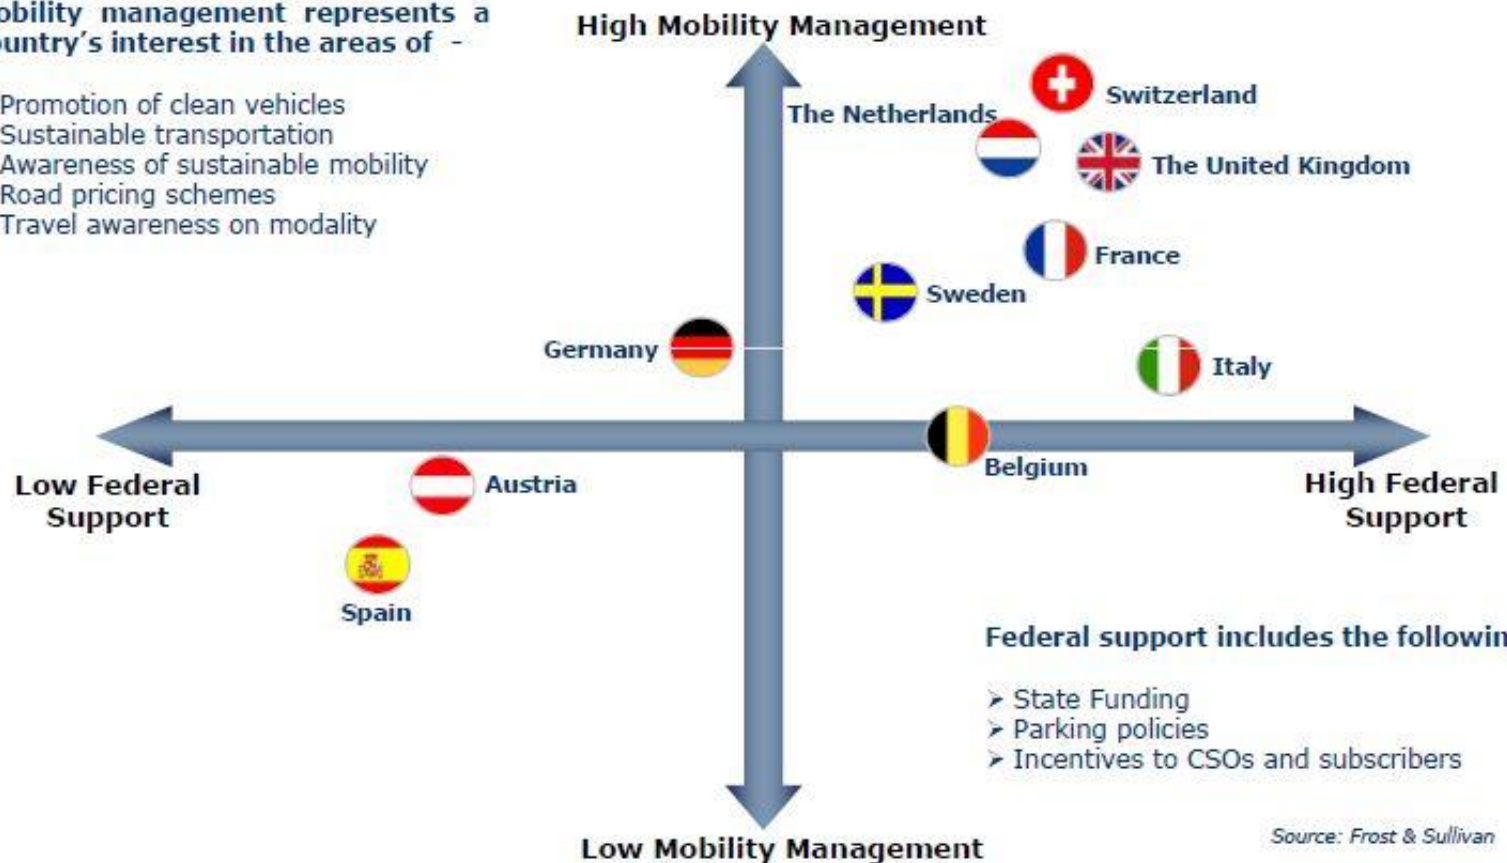 mobility management represents a
country's interest in the areas of -
Promotion of clean vehicles
Sustainable transportation
Awareness of sustainable mobility
Road pricing schemes
Travel awareness on modality
High Mobility Management
Switzerland
The Netherlands
The United Kingdom
France
Sweden
Germany
Italy
Belgium
Low Federal
Support
Austria
High Federal
Support
Spain
Federal support includes the followin
➢ State Funding
➢ Parking policies
➢ Incentives to CSOs and subscribers
Source: Frost & Sullivan
Low Mobility Management